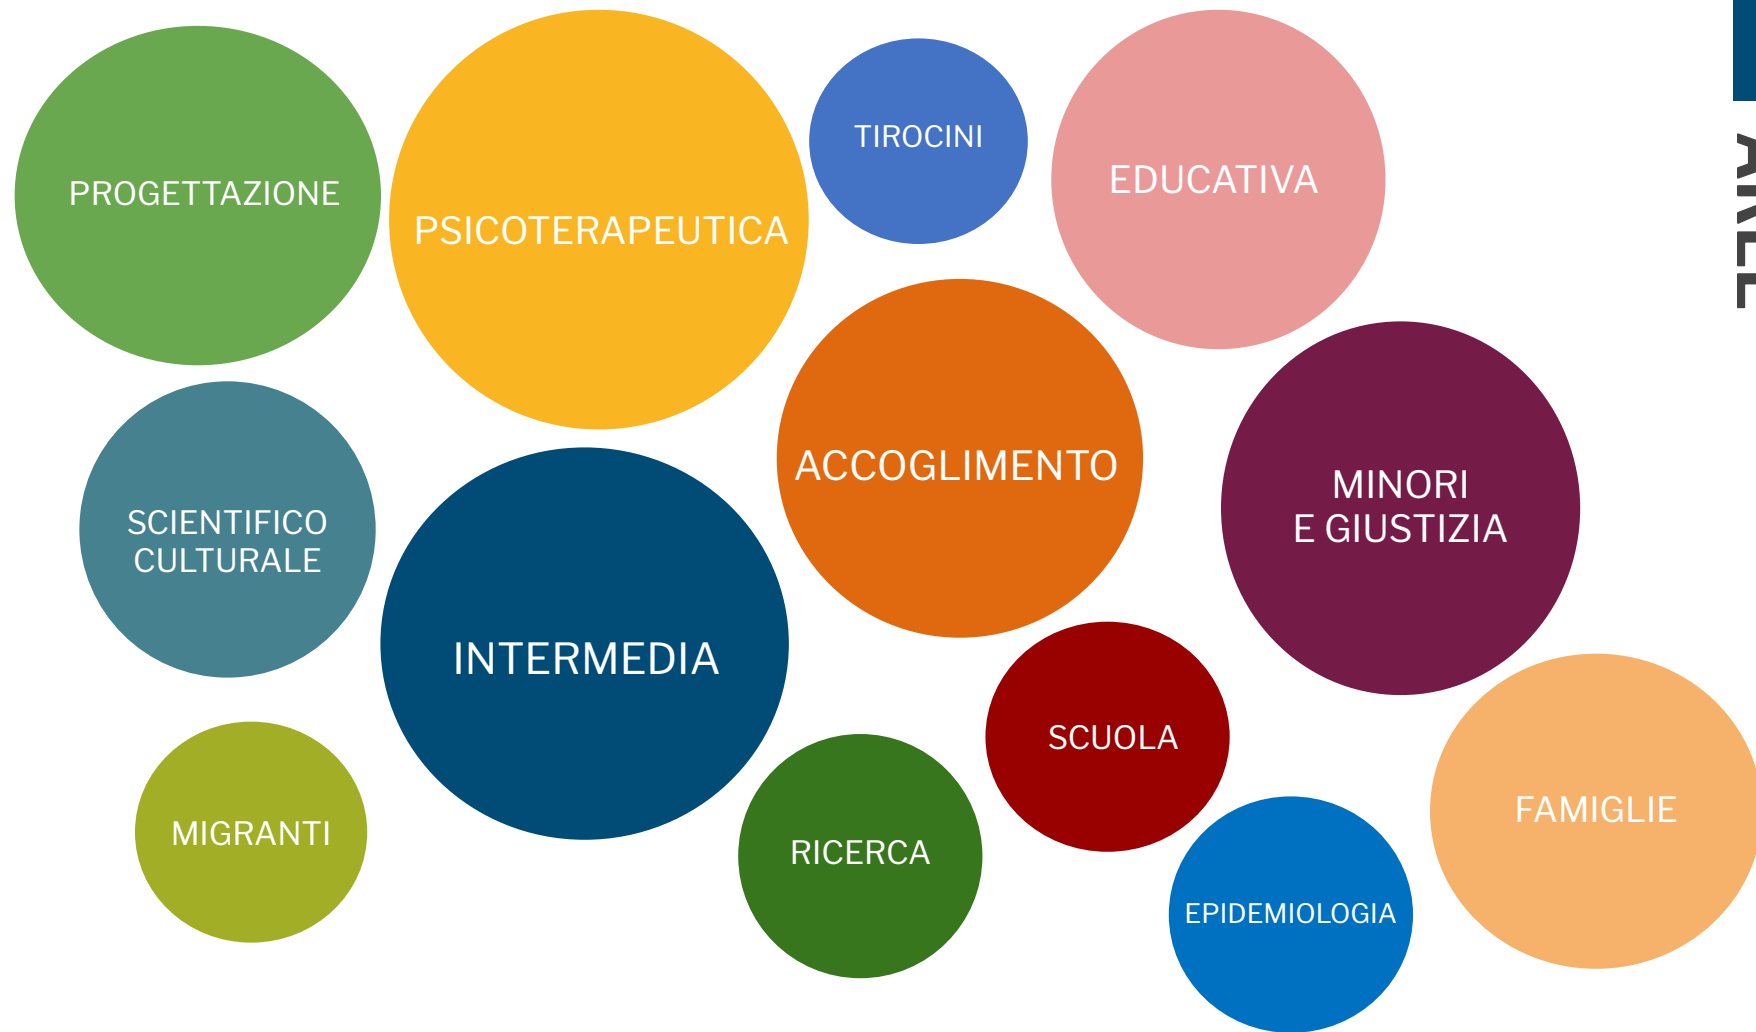 PROGETTAZIONE
PSICOTERAPEUTICA
TIROCINI
EDUCATIVA
ACCOGLIMENTO
MINORI
E GIUSTIZIA
SCIENTIFICO
CULTURALE
INTERMEDIA
SCUOLA
FAMIGLIE
MIGRANTI
RICERCA
EPIDEMIOLOGIA